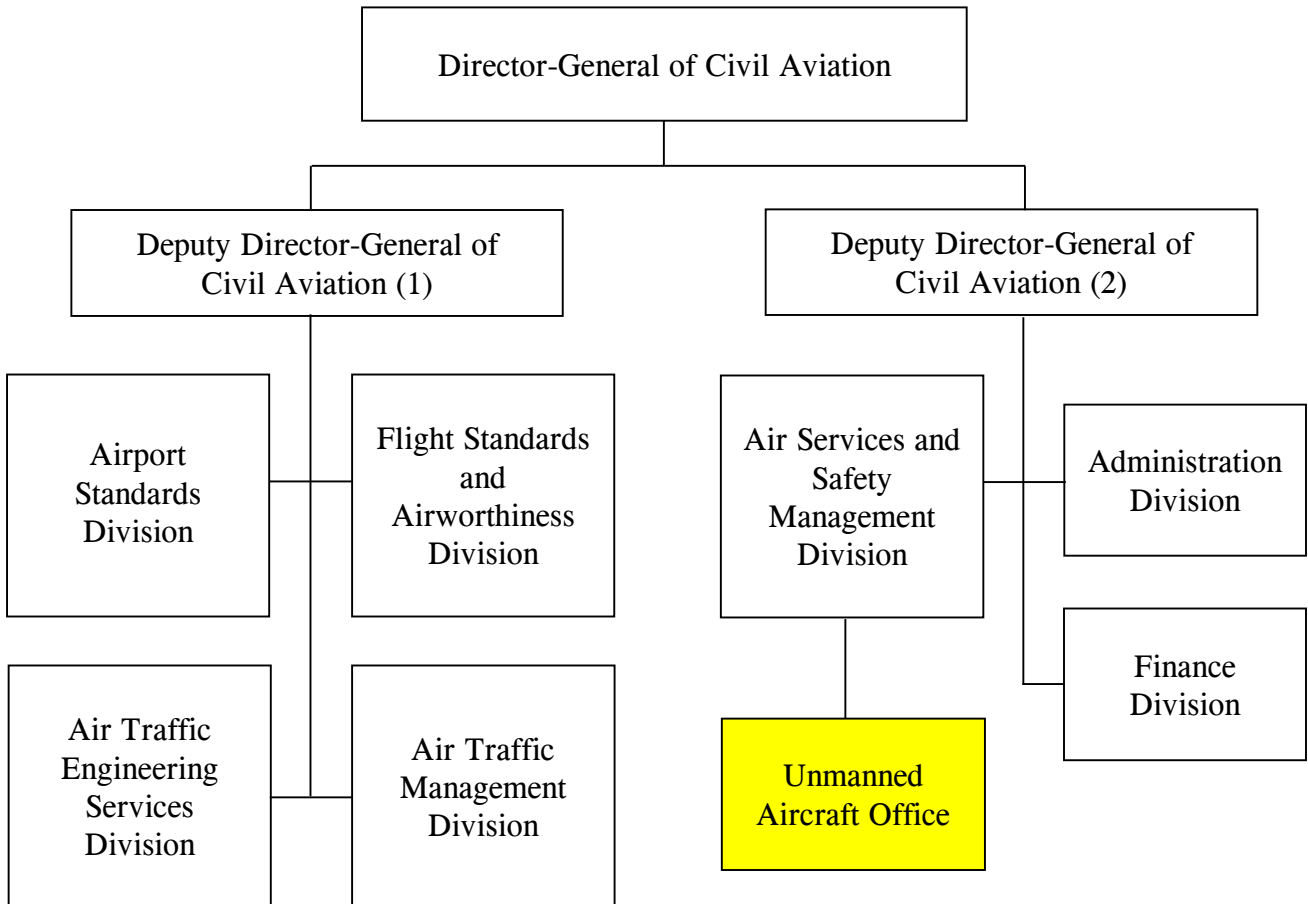 Director-General of Civil Aviation
Deputy Director-General of
Civil Aviation (1)
Deputy Director-General of
Civil Aviation (2)
Airport
Standards
Division
Flight Standards
and
Airworthiness
Division
Air Services and
Safety
Management
Division
Administration
Division
Finance
Division
Air Traffic
Engineering
Services
Division
Air Traffic
Management
Division
Unmanned
Aircraft Office